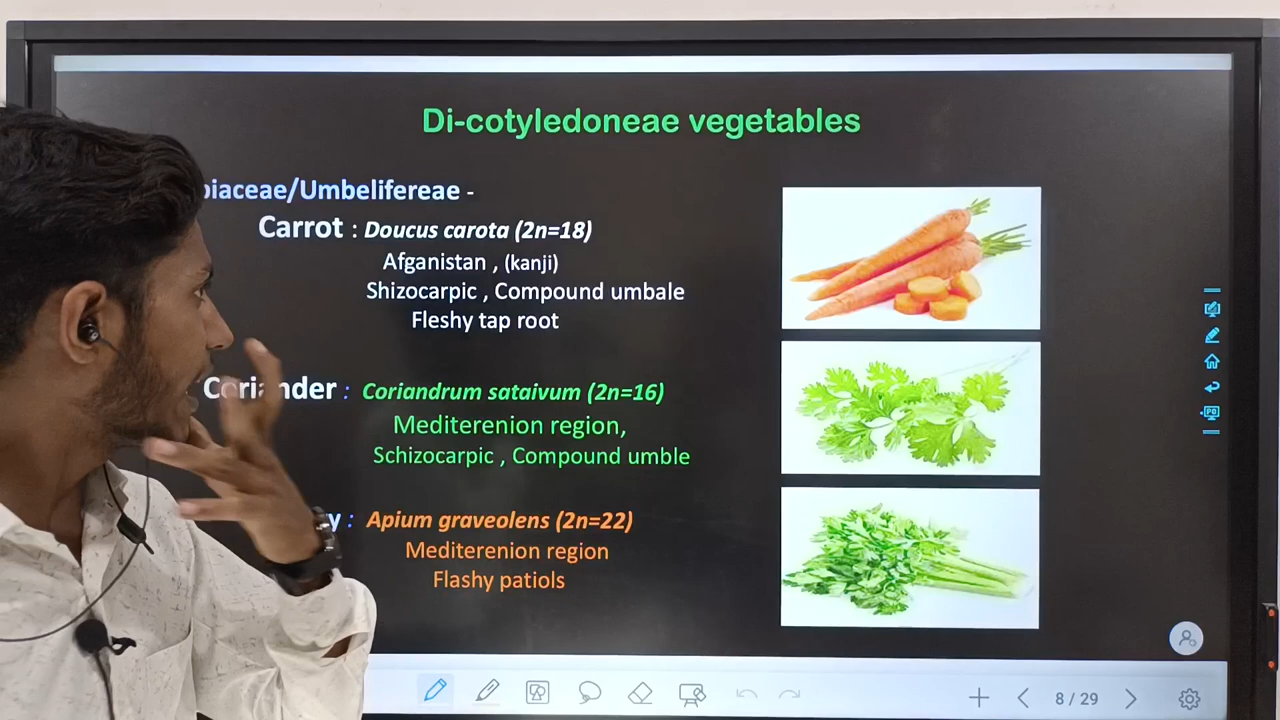 Di-cotyledoneae vegetables
piaceae/Umbelifereae -
Carrot : Doucus carota (2n=18)
Afganistan , (kanji)
Shizocarpic , Compound umbale
Fleshy tap root
Coriander : Coriandrum sataivum (2n=16)
Mediterenion region,
Schizocarpic , Compound umble
y : Apium graveolens (2n=22)
Mediterenion region
Flashy patiols
8 / 29